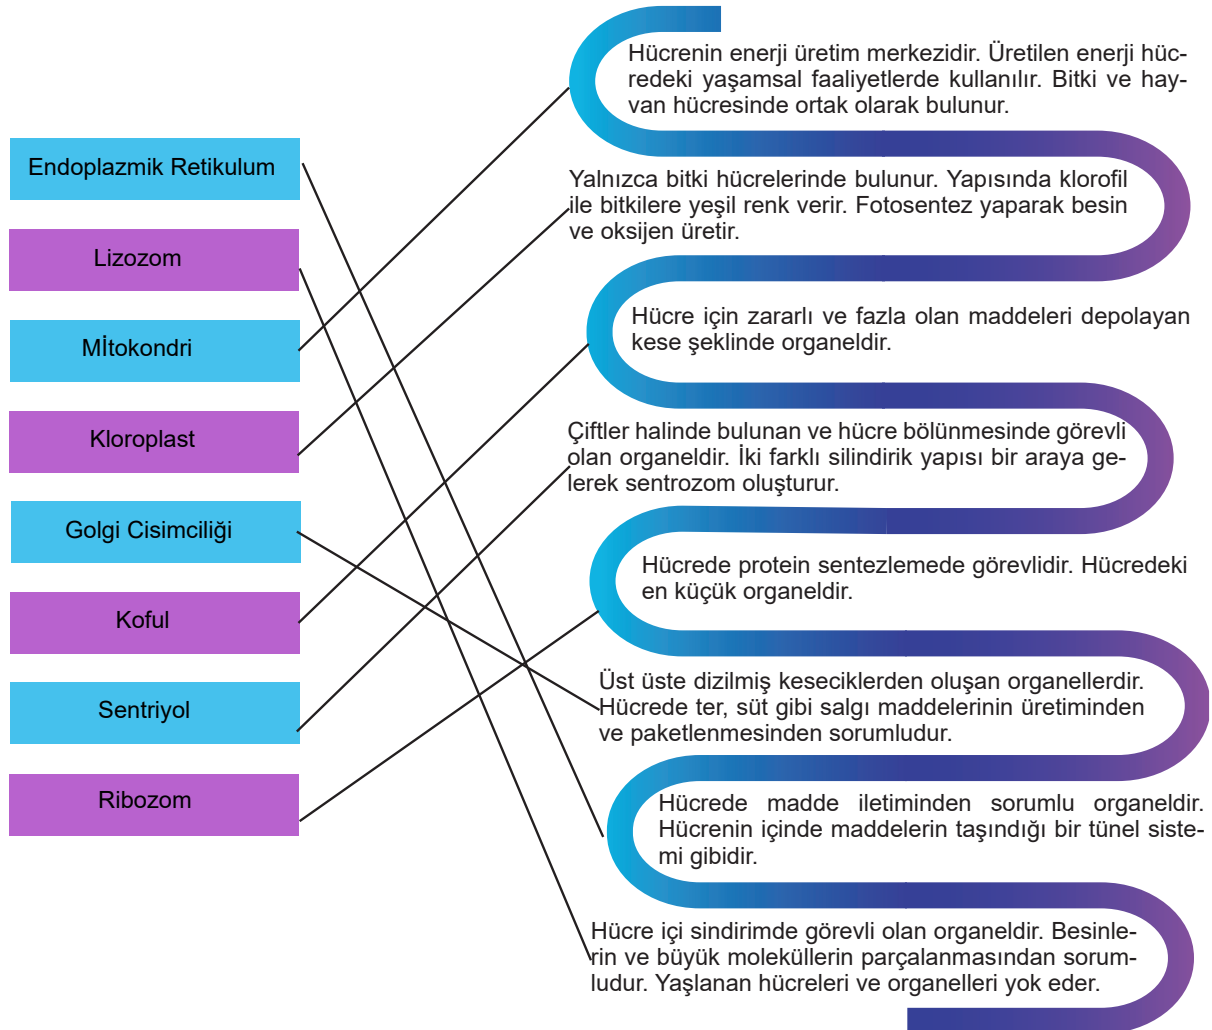 Endoplazmik Retikulum
Lizozom
Mİtokondri
Kloroplast
Golgi Cisimciliği
Koful
Sentriyol
Ribozom
Hücrenin enerji üretim merkezidir. Üretilen enerji hüc-
redeki yaşamsal faaliyetlerde kullanılır. Bitki ve hay-
van hücresinde ortak olarak bulunur.
Yalnızca bitki hücrelerinde bulunur. Yapısında klorofil
ile bitkilere yeşil renk verir. Fotosentez yaparak besin
ve oksijen üretir.
Hücre için zararlı ve fazla olan maddeleri depolayan
kese şeklinde organeldir.
Çiftler halinde bulunan ve hücre bölünmesinde görevli
olan organeldir. İki farklı silindirik yapısı bir araya ge-
lerek sentrozom oluşturur.
Hücrede protein sentezlemede görevlidir. Hücredeki
en küçük organeldir.
Üst üste dizilmiş keseciklerden oluşan organellerdir.
Hücrede ter, süt gibi salgı maddelerinin üretiminden
ve paketlenmesinden sorumludur.
Hücrede madde iletiminden sorumlu organeldir.
Hücrenin içinde maddelerin taşındığı bir tünel siste-
mi gibidir.
Hücre içi sindirimde görevli olan organeldir. Besinle-
rin ve büyük moleküllerin parçalanmasından sorum-
ludur. Yaşlanan hücreleri ve organelleri yok eder.